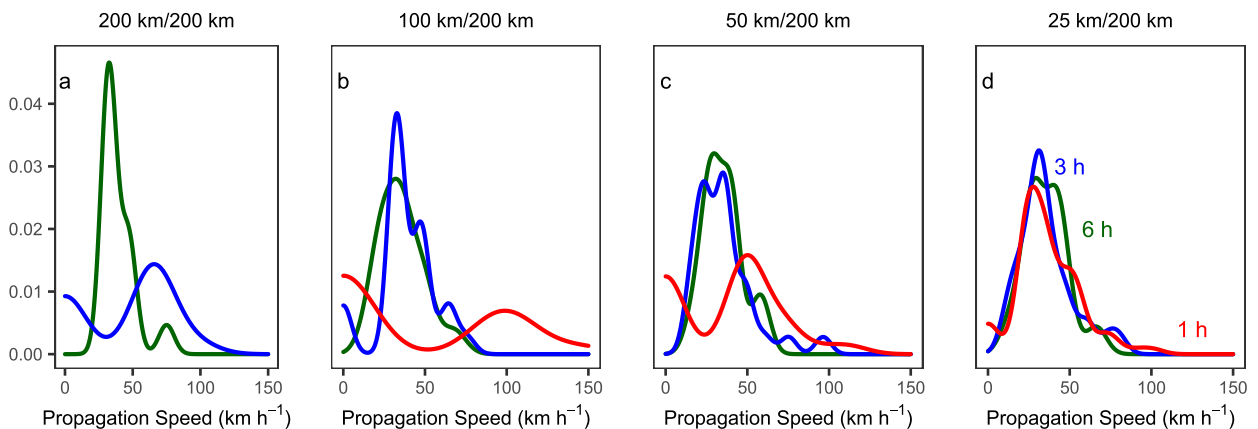 200 km/200 km
100 km/200 km
50 km/200 km
25 km/200 km
a
b
c
d
0.04
0.03
0.02
0.01
0.00
3 h
6 h
1 h
0 50 100 150
0 50 100 150
0 50 100 150
0 50 100 150
Propagation Speed (km h⁻¹)
Propagation Speed (km h⁻¹)
Propagation Speed (km h⁻¹)
Propagation Speed (km h⁻¹)